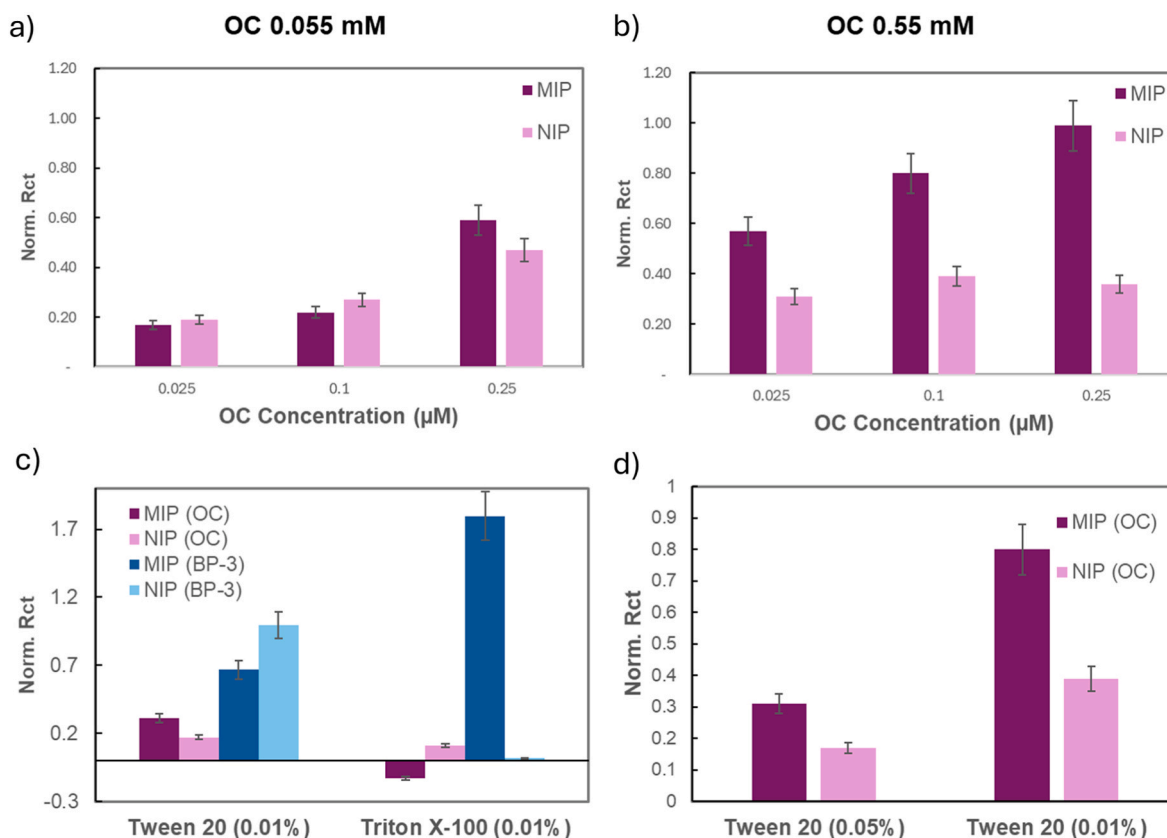 a)
OC 0.055 mM
1.20
1.00
0.80
0.60
0.40
0.20
-
Norm. Rct
MIP
NIP
0.025 0.1 0.25
OC Concentration (µM)
b)
OC 0.55 mM
1.20
1.00
0.80
0.60
0.40
0.20
-
Norm. Rct
MIP
NIP
0.025 0.1 0.25
OC Concentration (µM)
c)
1.7
1.2
0.7
0.2
-0.3
Norm. Rct
MIP (OC)
NIP (OC)
MIP (BP-3)
NIP (BP-3)
Tween 20 (0.01%) Triton X-100 (0.01%)
d)
1
0.9
0.8
0.7
0.6
0.5
0.4
0.3
0.2
0.1
0
Norm. Rct
MIP (OC)
NIP (OC)
Tween 20 (0.05%) Tween 20 (0.01%)